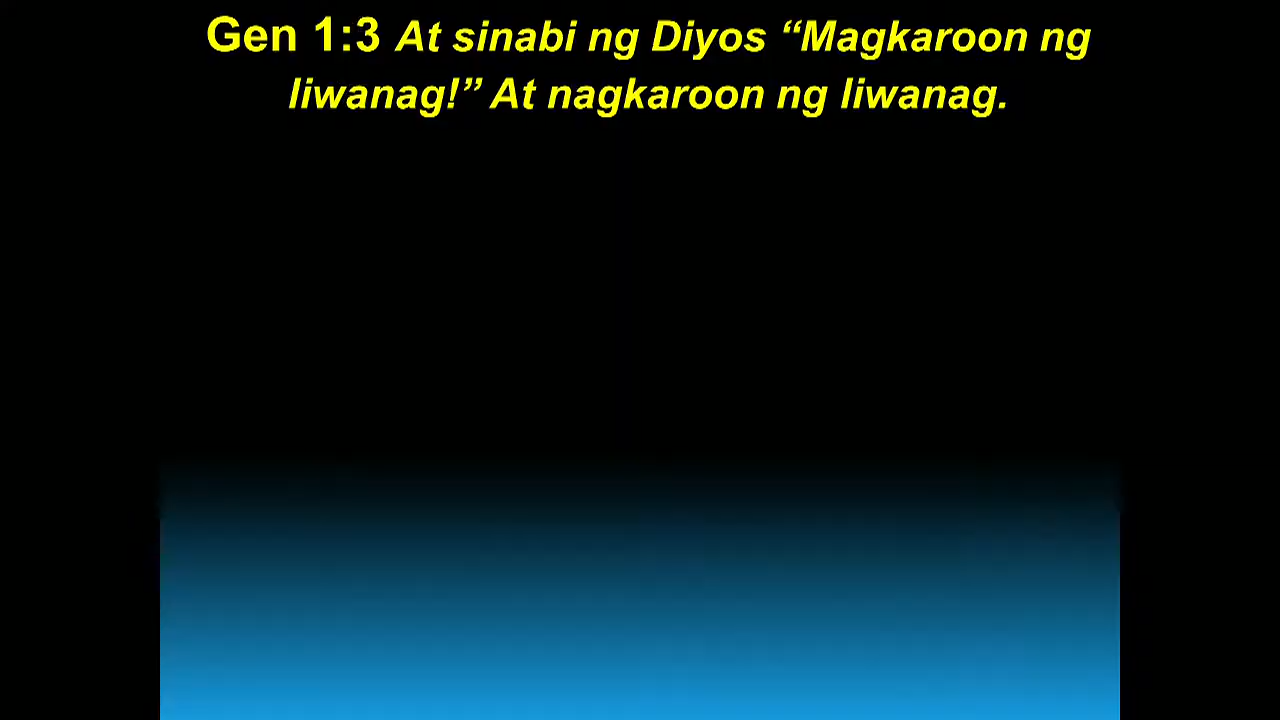 Gen 1:3 At sinabi ng Diyos “Magkaroon ng
liwanag!” At nagkaroon ng liwanag.